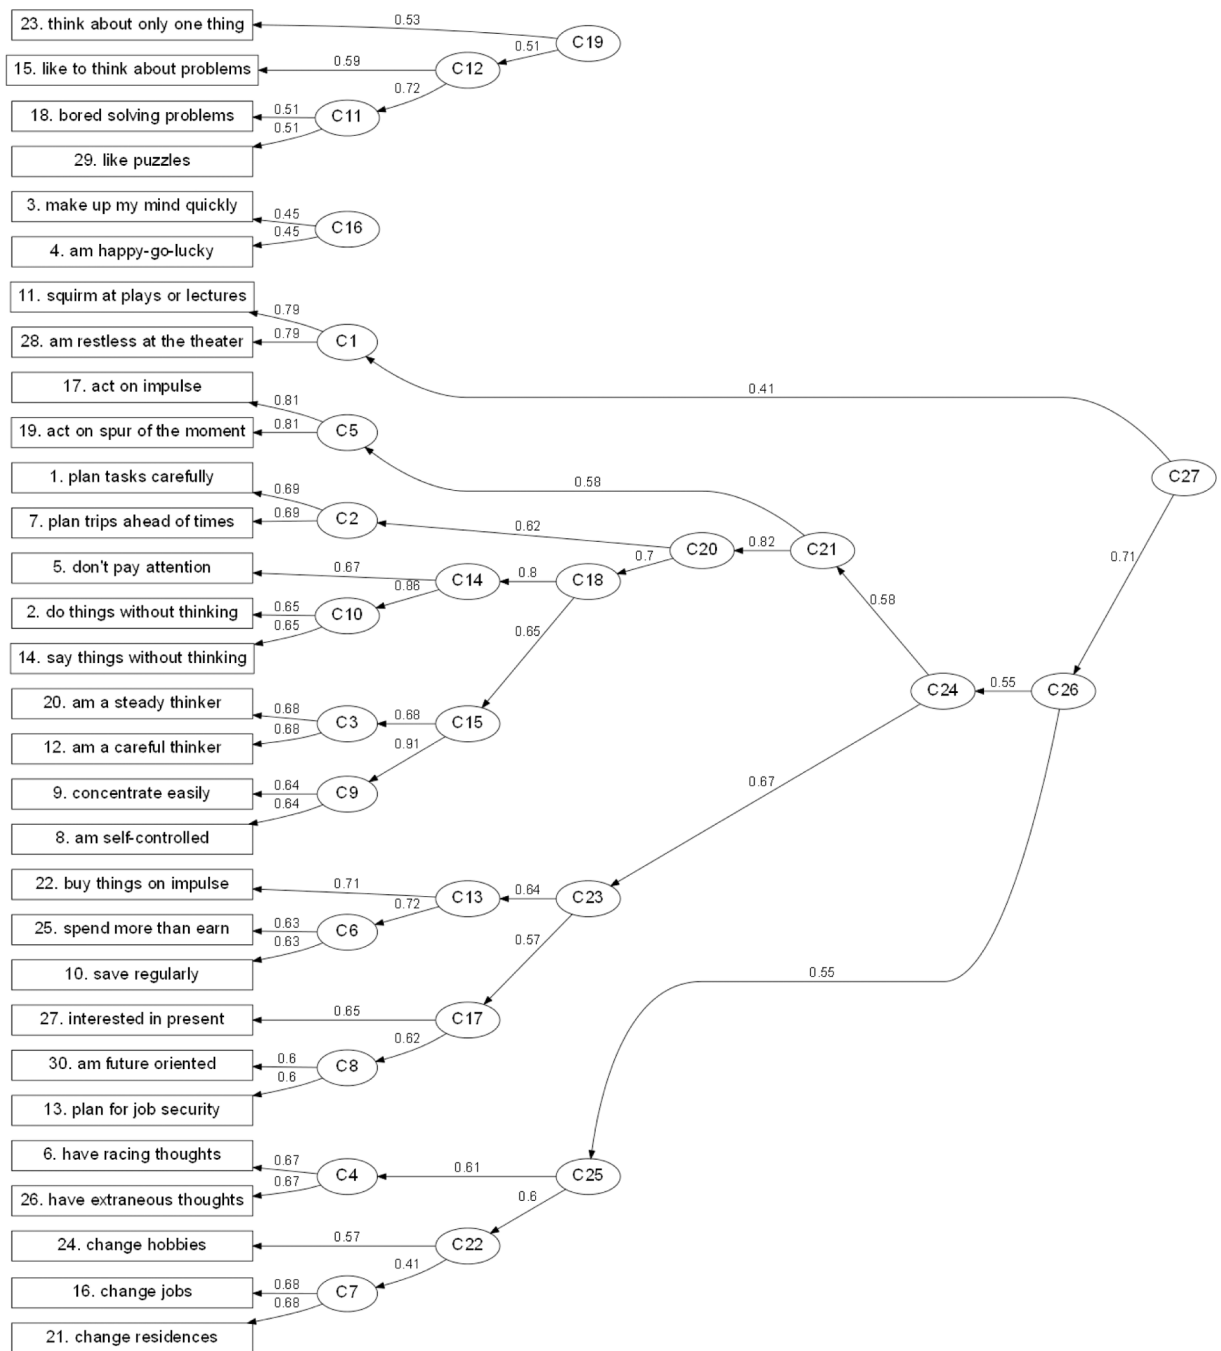 23. think about only one thing
0.53
C19
0.51
15. like to think about problems
0.59
C12
0.72
18. bored solving problems
0.51
C11
0.51
29. like puzzles
3. make up my mind quickly
0.45
C16
0.45
4. am happy-go-lucky
11. squirm at plays or lectures
0.79
28. am restless at the theater
0.79
C1
17. act on impulse
0.41
0.81
19. act on spur of the moment
0.81
C5
1. plan tasks carefully
C27
0.58
0.69
7. plan trips ahead of times
0.69
C2
0.62
C20
0.82
C21
0.71
5. don't pay attention
0.67
C14
0.8
C18
0.7
0.86
2. do things without thinking
0.65
C10
0.65
0.58
14. say things without thinking
0.65
20. am a steady thinker
0.68
C24
0.55
C26
12. am a careful thinker
0.68
C3
0.68
C15
0.91
9. concentrate easily
0.64
C9
0.64
0.67
8. am self-controlled
22. buy things on impulse
0.71
C13
0.64
C23
0.72
25. spend more than earn
0.63
C6
0.63
0.57
10. save regularly
0.55
27. interested in present
0.65
C17
0.62
30. am future oriented
0.6
C8
0.6
13. plan for job security
6. have racing thoughts
0.67
C4
0.61
C25
0.67
26. have extraneous thoughts
0.6
24. change hobbies
0.57
C22
0.41
16. change jobs
0.68
C7
0.68
21. change residences